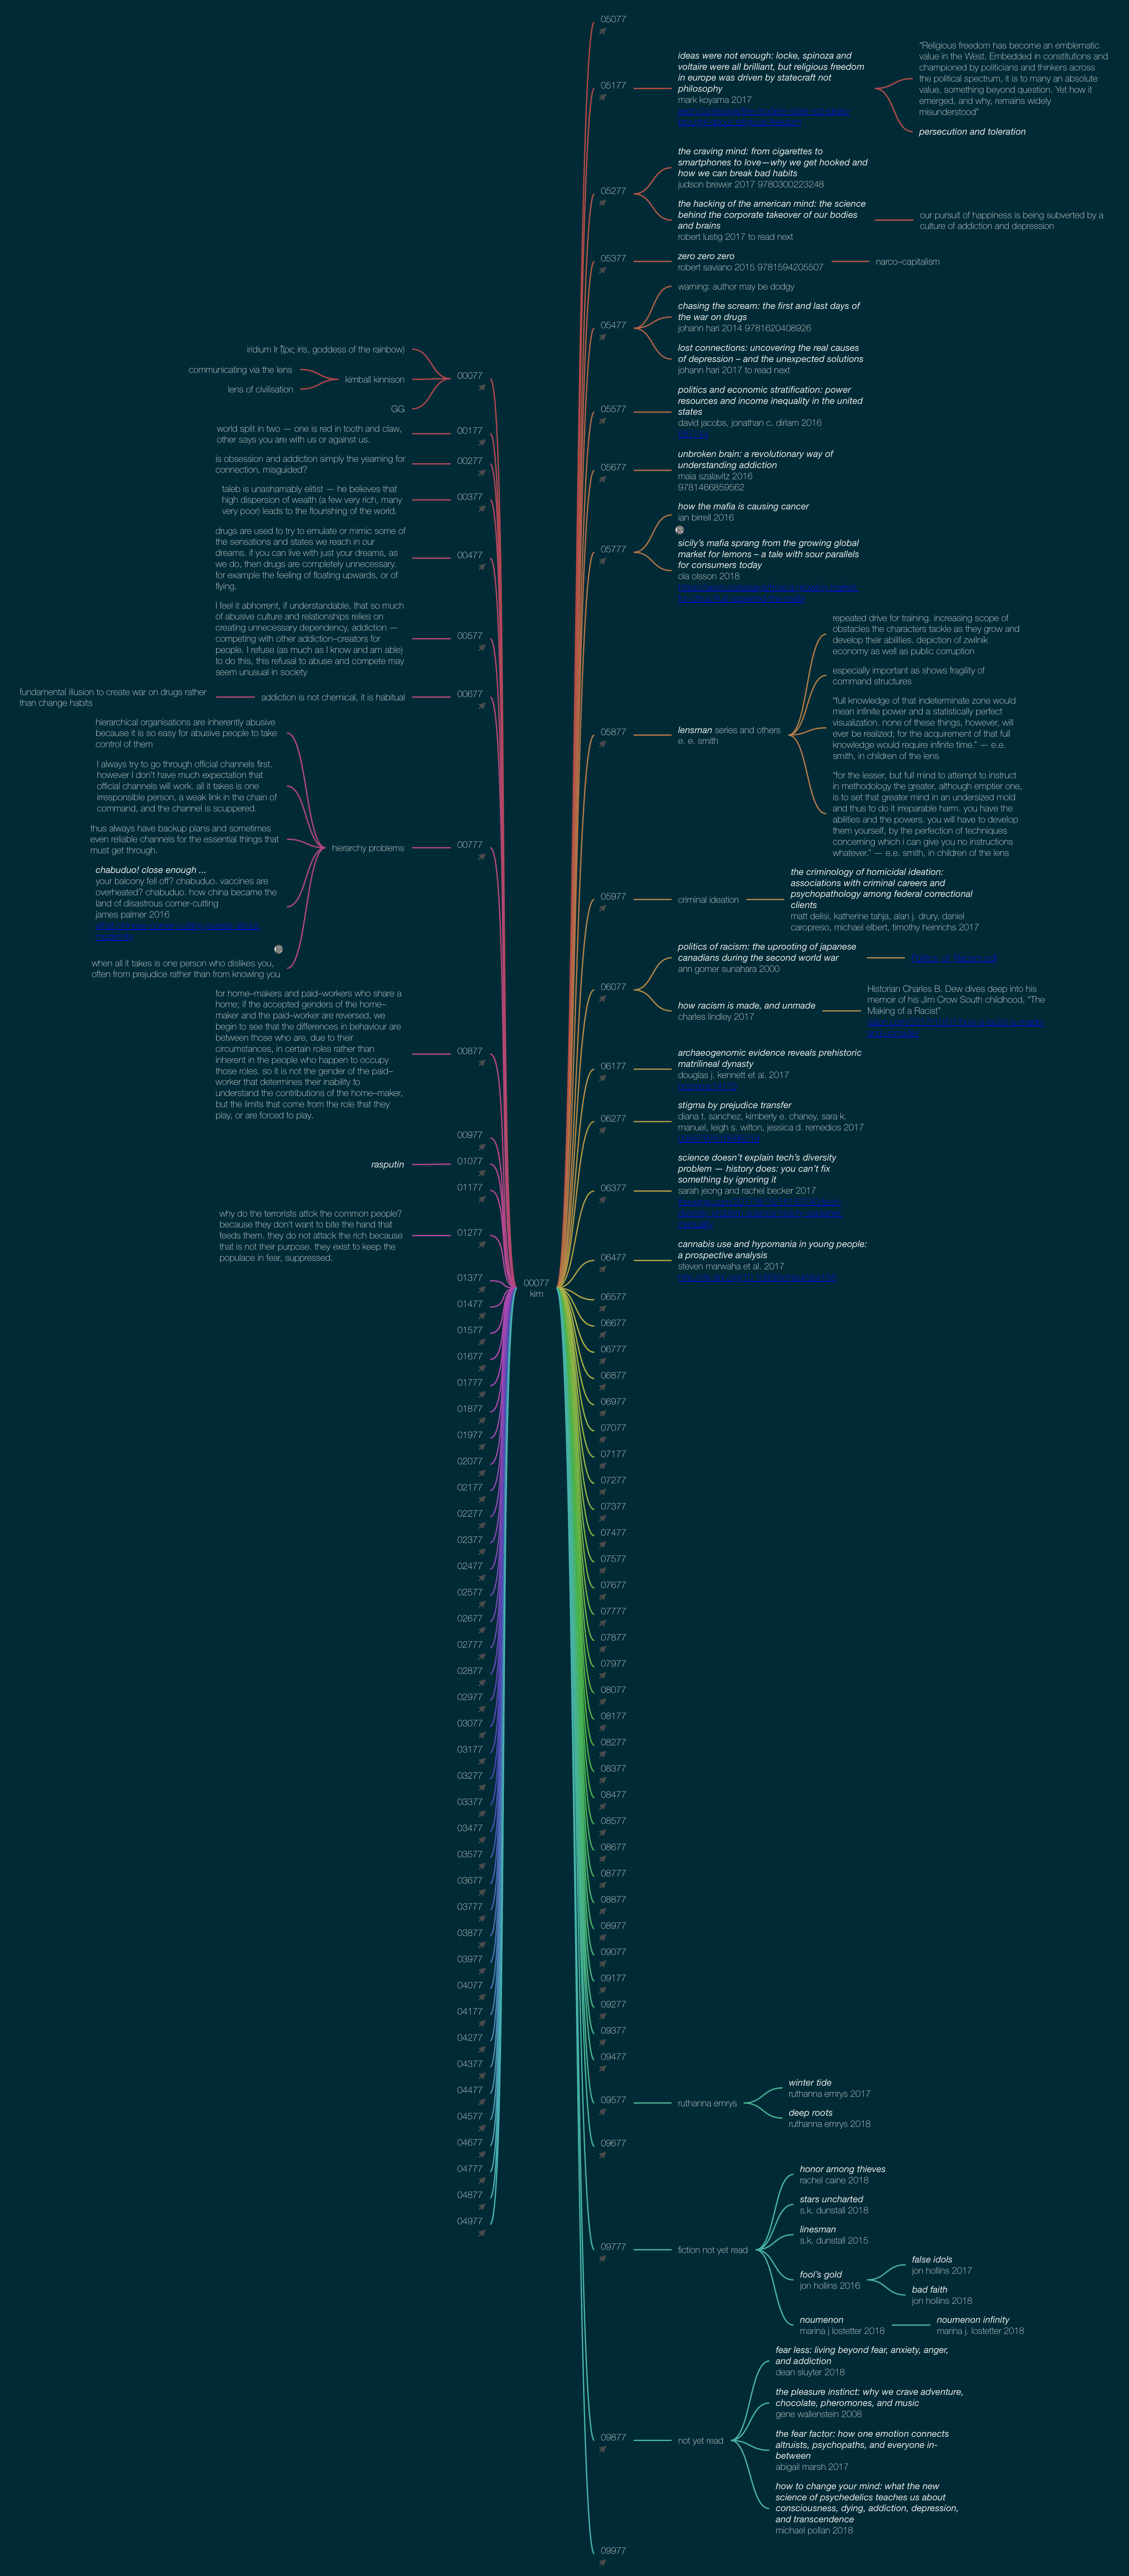 00077
kim
00077
iridium Ir
iris, goddess of the rainbow)
kimball kinnison
communicating via the lens
lens of civilisation
GG
00177
world split in two — one is red in tooth and claw,
other says you are with us or against us.
00277
is obsession and addiction simply the yearning for
connection, misguided?
00377
taleb is unashamably elitist — he believes that
high dispersion of wealth (a few very rich, many
very poor) leads to the flourishing of the world.
00477
drugs are used to try to emulate or mimic some of
the sensations and states we reach in our
dreams. if you can live with just your dreams, as
we do, then drugs are completely unnecessary.
for example the feeling of floating upwards, or of
flying.
00577
I feel it abhorrent, if understandable, that so much
of abusive culture and relationships relies on
creating unnecessary dependency, addiction —
competing with other addiction–creators for
people. I refuse (as much as I know and am able)
to do this, this refusal to abuse and compete may
seem unusual in society
00677
addiction is not chemical, it is habitual
fundamental illusion to create war on drugs rather
than change habits
00777
hierarchy problems
hierarchical organisations are inherently abusive
because it is so easy for abusive people to take
control of them
I always try to go through official channels first.
however I don't have much expectation that
official channels will work. all it takes is one
irresponsible person, a weak link in the chain of
command, and the channel is scuppered.
thus always have backup plans and sometimes
even reliable channels for the essential things that
must get through.
chabuduo! close enough ...
your balcony fell off? chabuduo. vaccines are
overheated? chabuduo. how china became the
land of disastrous corner-cutting
james palmer 2016
when all it takes is one person who dislikes you,
often from prejudice rather than from knowing you
00877
for home–makers and paid–workers who share a
home; if the accepted genders of the home–
maker and the paid–worker are reversed, we
begin to see that the differences in behaviour are
between those who are, due to their
circumstances, in certain roles rather than
inherent in the people who happen to occupy
those roles. so it is not the gender of the paid–
worker that determines their inability to
understand the contributions of the home–maker,
but the limits that come from the role that they
play, or are forced to play.
00977
01077
rasputin
01177
01277
why do the terrorists attck the common people?
because they don't want to bite the hand that
feeds them. they do not attack the rich because
that is not their purpose. they exist to keep the
populace in fear, suppressed.
01377
01477
01577
01677
01777
01877
01977
02077
02177
02277
02377
02477
02577
02677
02777
02877
02977
03077
03177
03277
03377
03477
03577
03677
03777
03877
03977
04077
04177
04277
04377
04477
04577
04677
04777
04877
04977
05077
05177
ideas were not enough: locke, spinoza and
voltaire were all brilliant, but religious freedom
in europe was driven by statecraft not
philosophy
mark koyama 2017
"Religious freedom has become an emblematic
value in the West. Embedded in constitutions and
championed by politicians and thinkers across
the political spectrum, it is to many an absolute
value, something beyond question. Yet how it
emerged, and why, remains widely
misunderstood"
persecution and toleration
05277
the craving mind: from cigarettes to
smartphones to love—why we get hooked and
how we can break bad habits
judson brewer 2017 9780300223248
the hacking of the american mind: the science
behind the corporate takeover of our bodies
and brains
robert lustig 2017 to read next
our pursuit of happiness is being subverted by a
culture of addiction and depression
05377
zero zero zero
robert saviano 2015 9781594205507
narco–capitalism
05477
warning: author may be dodgy
chasing the scream: the first and last days of
the war on drugs
johann hari 2014 9781620408926
lost connections: uncovering the real causes
of depression – and the unexpected solutions
johann hari 2017 to read next
05577
politics and economic stratification: power
resources and income inequality in the united
states
david jacobs, jonathan c. dirlam 2016
05677
unbroken brain: a revolutionary way of
understanding addiction
maia szalavitz 2016
9781466859562
05777
how the mafia is causing cancer
ian birrell 2016
sicily's mafia sprang from the growing global
market for lemons – a tale with sour parallels
for consumers today
ola olsson 2018
05877
lensman series and others
e. e. smith
repeated drive for training. increasing scope of
obstacles the characters tackle as they grow and
develop their abilities. depiction of zwilnik
economy as well as public corruption
especially important as shows fragility of
command structures
"full knowledge of that indeterminate zone would
mean infinite power and a statistically perfect
visualization. none of these things, however, will
ever be realized; for the acquirement of that full
knowledge would require infinite time." — e.e.
smith, in children of the lens
"for the lesser, but full mind to attempt to instruct
in methodology the greater, although emptier one,
is to set that greater mind in an undersized mold
and thus to do it irreparable harm. you have the
abilities and the powers. you will have to develop
them yourself, by the perfection of techniques
concerning which i can give you no instructions
whatever." — e.e. smith, in children of the lens
05977
criminal ideation
the criminology of homicidal ideation:
associations with criminal careers and
psychopathology among federal correctional
clients
matt delisi, katherine tahja, alan j. drury, daniel
caropreso, michael elbert, timothy heinrichs 2017
06077
politics of racism: the uprooting of japanese
canadians during the second world war
ann gomer sunahara 2000
how racism is made, and unmade
charles lindley 2017
Historian Charles B. Dew dives deep into his
memoir of his Jim Crow South childhood, "The
Making of a Racist"
06177
archaeogenomic evidence reveals prehistoric
matrilineal dynasty
douglas j. kennett et al. 2017
06277
stigma by prejudice transfer
diana t. sanchez, kimberly e. chaney, sara k.
manuel, leigh s. wilton, jessica d. remedios 2017
06377
science doesn't explain tech's diversity
problem — history does: you can't fix
something by ignoring it
sarah jeong and rachel becker 2017
06477
cannabis use and hypomania in young people:
a prospective analysis
steven marwaha et al. 2017
06577
06677
06777
06877
06977
07077
07177
07277
07377
07477
07577
07677
07777
07877
07977
08077
08177
08277
08377
08477
08577
08677
08777
08877
08977
09077
09177
09277
09377
09477
09577
ruthanna emrys
winter tide
ruthanna emrys 2017
deep roots
ruthanna emrys 2018
09677
09777
fiction not yet read
honor among thieves
rachel caine 2018
stars uncharted
s.k. dunstall 2018
linesman
s.k. dunstall 2015
fool's gold
jon hollins 2016
false idols
jon hollins 2017
bad faith
jon hollins 2018
noumenon
marina j lostetter 2018
noumenon infinity
marina j. lostetter 2018
09877
not yet read
fear less: living beyond fear, anxiety, anger,
and addiction
dean sluyter 2018
the pleasure instinct: why we crave adventure,
chocolate, pheromones, and music
gene wallenstein 2008
the fear factor: how one emotion connects
altruists, psychopaths, and everyone in-
between
abigail marsh 2017
how to change your mind: what the new
science of psychedelics teaches us about
consciousness, dying, addiction, depression,
and transcendence
michael pollan 2018
09977